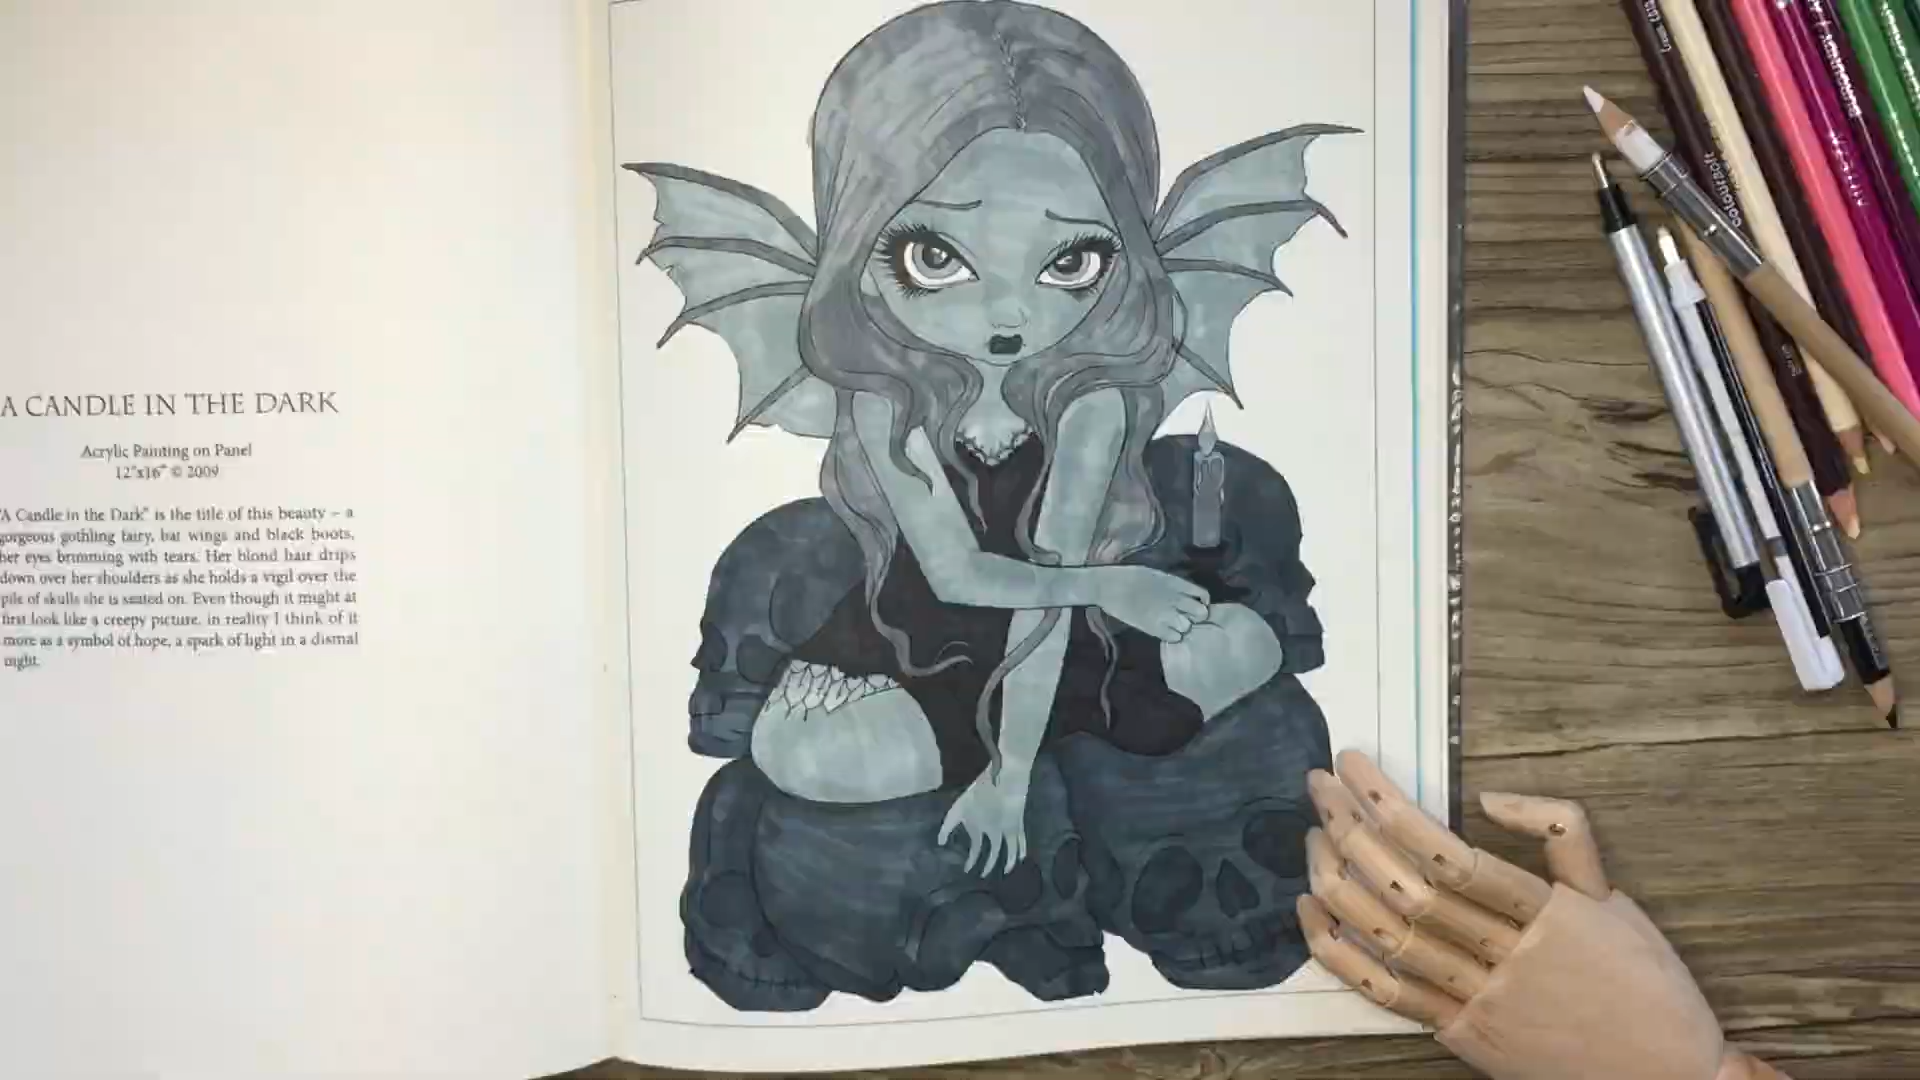 A CANDLE IN THE DARK
Acrylic Painting on Panel
12"x16" © 2009
"A Candle in the Dark" is the title of this beauty – a
gorgeous gothling fairy, bat wings and black boots,
her eyes brimming with tears. Her blond hair drips
down over her shoulders as she holds a vigil over the
pile of skulls she is seated on. Even though it might at
first look like a creepy picture, in reality I think of it
more as a symbol of hope, a spark of light in a dismal
night.
coloursoft